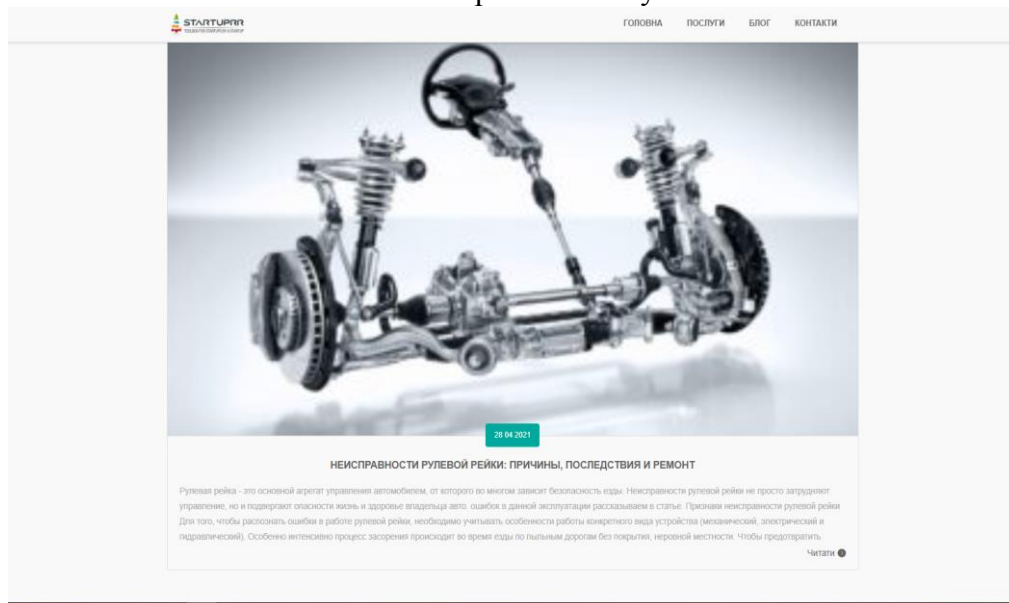 STARTUPRR
ГОЛОВНА ПОСЛУГИ БЛОГ КОНТАКТИ
28 04 2021
НЕИСПРАВНОСТИ РУЛЕВОЙ РЕЙКИ: ПРИЧИНЫ, ПОСЛЕДСТВИЯ И РЕМОНТ
Рулевая рейка - это основной агрегат управления автомобилем, от которого во многом зависит безопасность езды. Неисправности рулевой рейки не просто затрудняют
управление, но и подвергают опасности жизнь и здоровье владельца авто. ошибок в данной эксплуатации рассказываем в статье. Признаки неисправности рулевой рейки
Для того, чтобы распознать ошибки в работе рулевой рейки, необходимо учитывать особенности работы конкретного вида устройства (механический, электрический и
гидравлический). Особенно интенсивно процесс засорения происходит во время езды по пыльным дорогам без покрытия, неровной местности. Чтобы предотвратить
Читати